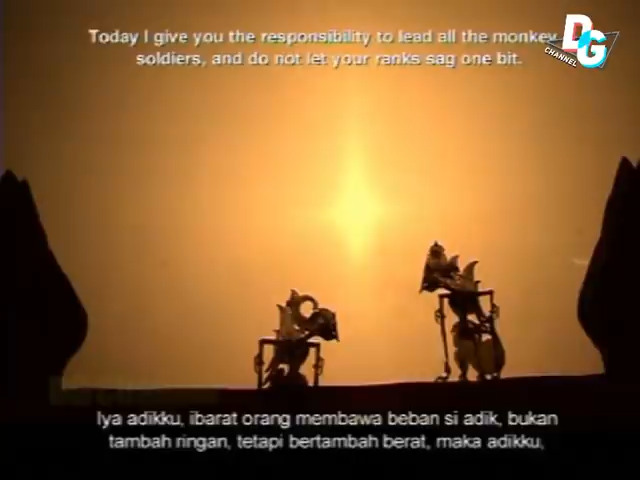 Today I give you the responsibility to lead all the monkey
soldiers, and do not let your ranks sag one bit.
DG
CHANNEL
Iya adikku, ibarat orang membawa beban si adik, bukan
tambah ringan, tetapi bertambah berat, maka adikku,